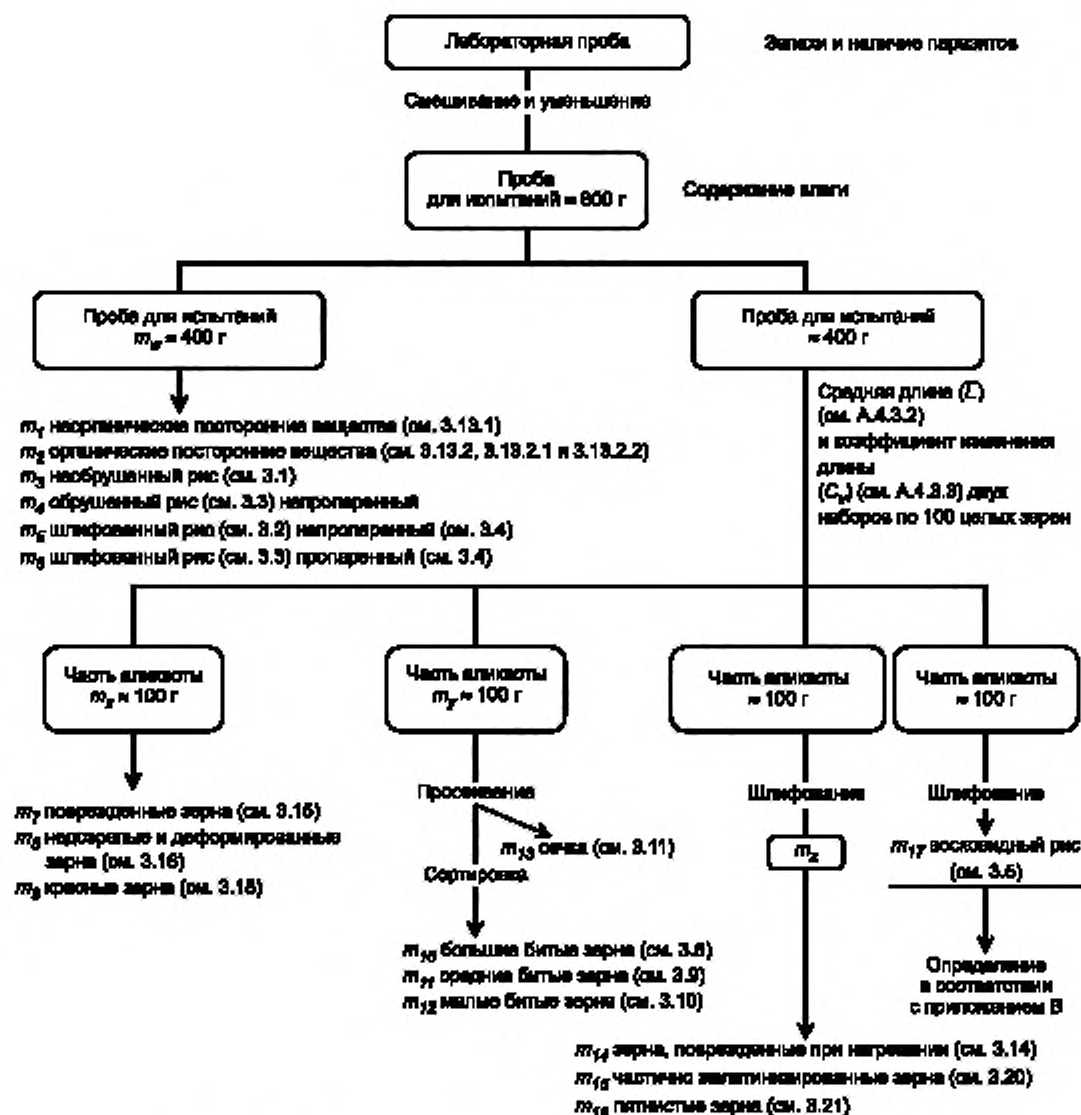 Лабораторная проба
Запахи и наличие паразитов
Смешивание и уменьшение
Проба
для испытаний ≈ 800 г
Содержание влаги
Проба для испытаний
≈ 400 г
Проба для испытаний
≈ 400 г
m1 неорганические посторонние вещества (см. 3.13.1)
m2 органические посторонние вещества (см. 3.13.2, 3.13.2.1 и 3.13.2.2)
m3 необрушенный рис (см. 3.1)
m4 обрушенный рис (см. 3.3) непропаренный
шлифованный рис (см. 3.2) непропаренный (см. 3.4)
шлифованный рис (см. 3.3) пропаренный (см. 3.4)
Средняя длина (L)
(см. A.4.3.2)
и коэффициент изменения
длины
(см. A.4.3.3) двух
наборов по 100 целых зерен
Часть аликвоты
≈ 100 г
Часть аликвоты
≈ 100 г
Часть аликвоты
≈ 100 г
Часть аликвоты
≈ 100 г
m7 поврежденные зерна (см. 3.15)
недозрелые и деформированные
зерна (см. 3.16)
красные зерна (см. 3.18)
Просеивание
m13 сечка (см. 3.11)
Сортировка
m10 большие битые зерна (см. 3.8)
m11 средние битые зерна (см. 3.9)
m12 малые битые зерна (см. 3.10)
Шлифование
mz
Шлифование
m17 восковидный рис
(см. 3.5)
Определение
в соответствии
с приложением B
m14 зерна, поврежденные при нагревании (см. 3.14)
m15 частично желатинизированные зерна (см. 3.20)
m16 пятнистые зерна (см. 3.21)